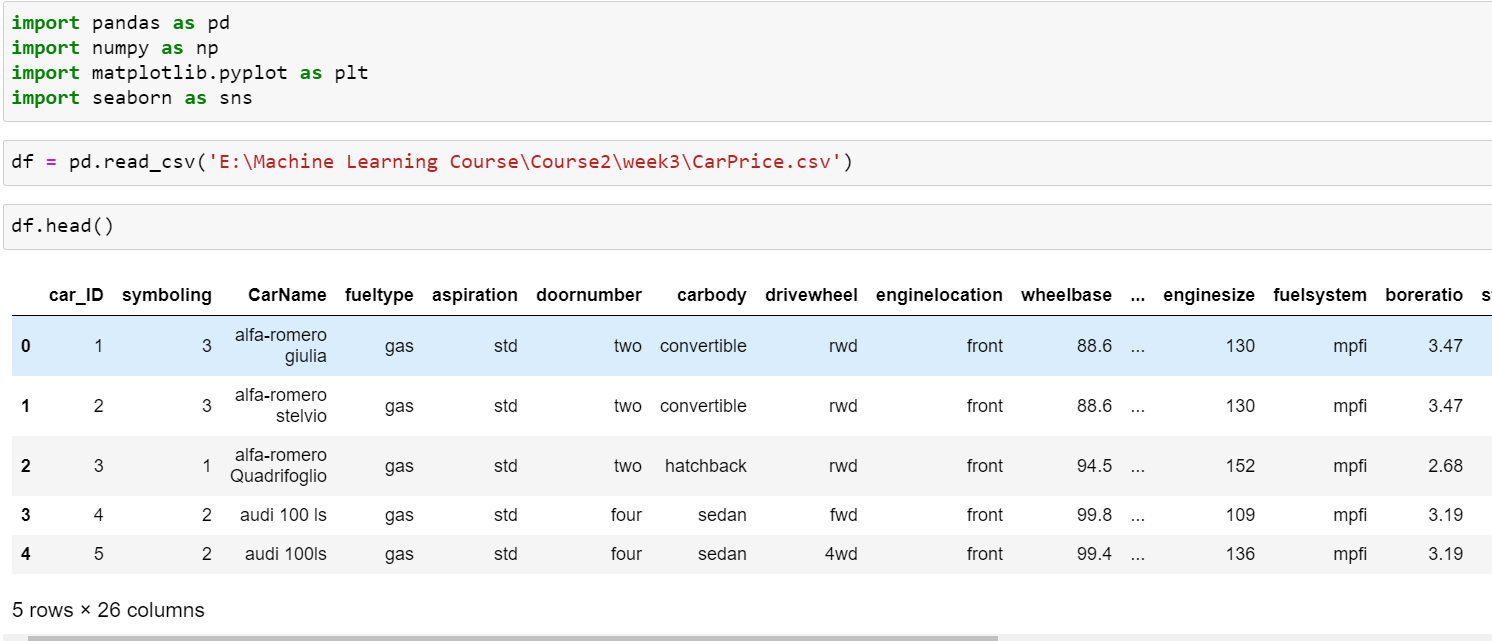 import pandas as pd
import numpy as np
import matplotlib.pyplot as plt
import seaborn as sns
df = pd.read_csv('E:\Machine Learning Course\Course2\week3\CarPrice.csv')
df.head()
car_ID symboling CarName fueltype aspiration doornumber carbody drivewheel enginelocation wheelbase ... enginesize fuelsystem boreratio s
0 1 3 alfa-romero giulia gas std two convertible rwd front 88.6 ... 130 mpfi 3.47
1 2 3 alfa-romero stelvio gas std two convertible rwd front 88.6 ... 130 mpfi 3.47
2 3 1 alfa-romero Quadrifoglio gas std two hatchback rwd front 94.5 ... 152 mpfi 2.68
3 4 2 audi 100 ls gas std four sedan fwd front 99.8 ... 109 mpfi 3.19
4 5 2 audi 100ls gas std four sedan 4wd front 99.4 ... 136 mpfi 3.19
5 rows × 26 columns